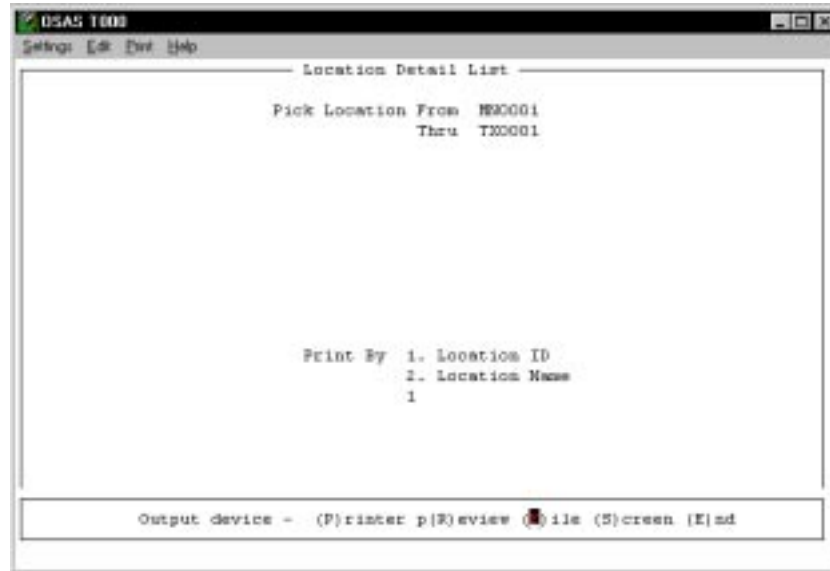 OSAS T000
Settings Edit Print Help
Location Detail List
Pick Location From MN0001
Thru TX0001
Print By 1. Location ID
2. Location Name
1
Output device - (P)rinter p(R)eview ( )ile (S)creen (E)nd